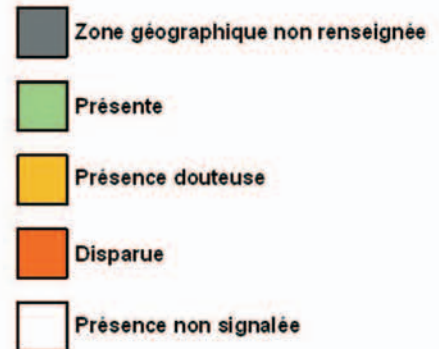 Zone géographique non renseignée
Présente
Présence douteuse
Disparue
Présence non signalée